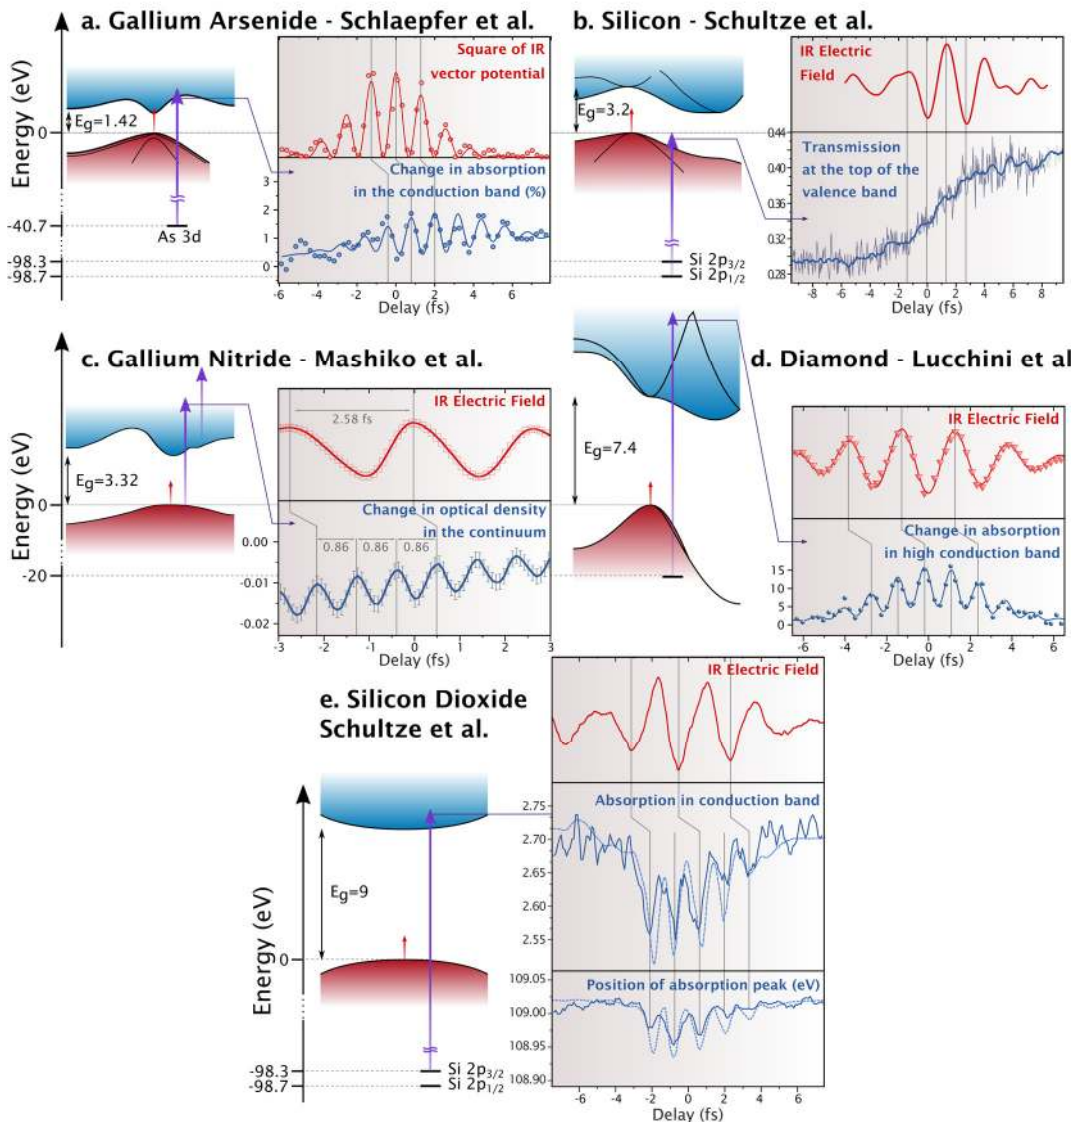 a. Gallium Arsenide - Schlaepfer et al.
Energy (eV)
Eg=1.42
0
-40.7
-98.3
-98.7
As 3d
Square of IR
vector potential
Change in absorption
in the conduction band (%)
3
2
1
0
-6 -4 -2 0 2 4 6
Delay (fs)
b. Silicon - Schultze et al.
Eg=3.2
Si 2p3/2
Si 2p1/2
IR Electric
Field
0.44
0.40
0.36
0.32
0.28
Transmission
at the top of the
valence band
-8 -6 -4 -2 0 2 4 6 8
Delay (fs)
c. Gallium Nitride - Mashiko et al.
Energy (eV)
Eg=3.32
0
-20
IR Electric Field
2.58 fs
Change in optical density
in the continuum
0.86 0.86 0.86
0.00
-0.01
-0.02
-3 -2 -1 0 1 2 3
Delay (fs)
d. Diamond - Lucchini et al
Eg=7.4
IR Electric Field
Change in absorption
in high conduction band
15
10
5
0
-6 -4 -2 0 2 4 6
Delay (fs)
e. Silicon Dioxide
Schultze et al.
Energy (eV)
Eg=9
0
-98.3
-98.7
Si 2p3/2
Si 2p1/2
IR Electric Field
Absorption in conduction band
2.75
2.70
2.65
2.60
2.55
Position of absorption peak (eV)
109.05
109.00
108.95
108.90
-6 -4 -2 0 2 4 6
Delay (fs)